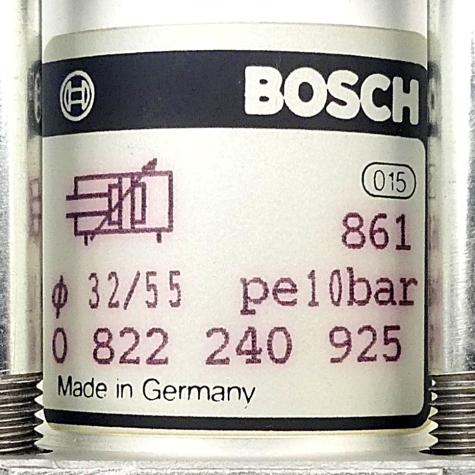 BOSCH
015
861
ϕ 32/55 pe10bar
0 822 240 925
Made in Germany